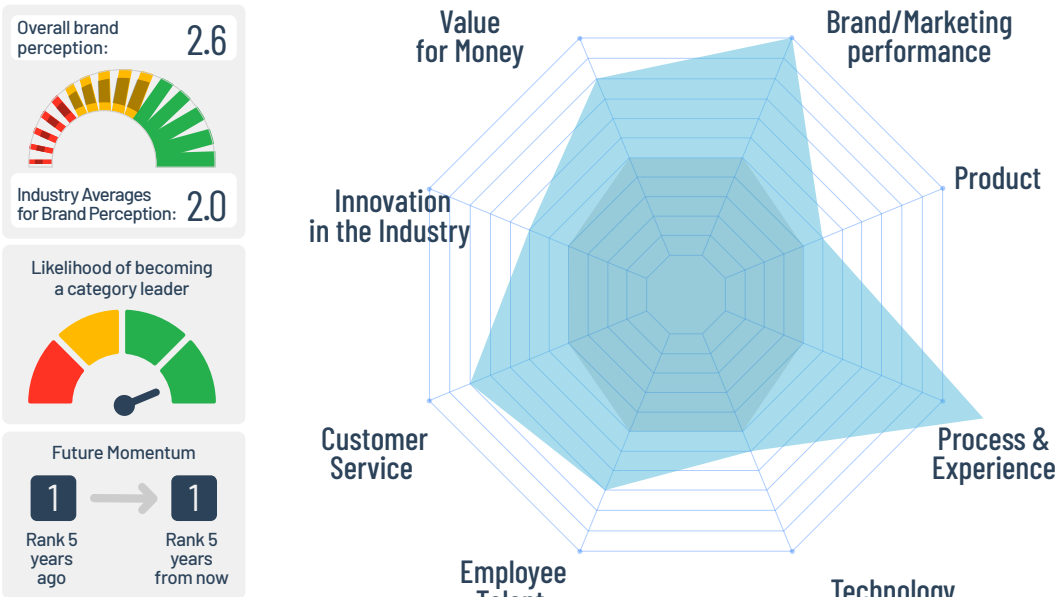 Overall brand
perception:
2.6
Industry Averages
for Brand Perception:
2.0
Likelihood of becoming
a category leader
Future Momentum
1
1
Rank 5
years
ago
Rank 5
years
from now
Value
for Money
Brand/Marketing
performance
Innovation
in the Industry
Product
Customer
Service
Process &
Experience
Employee
Talent
Technology